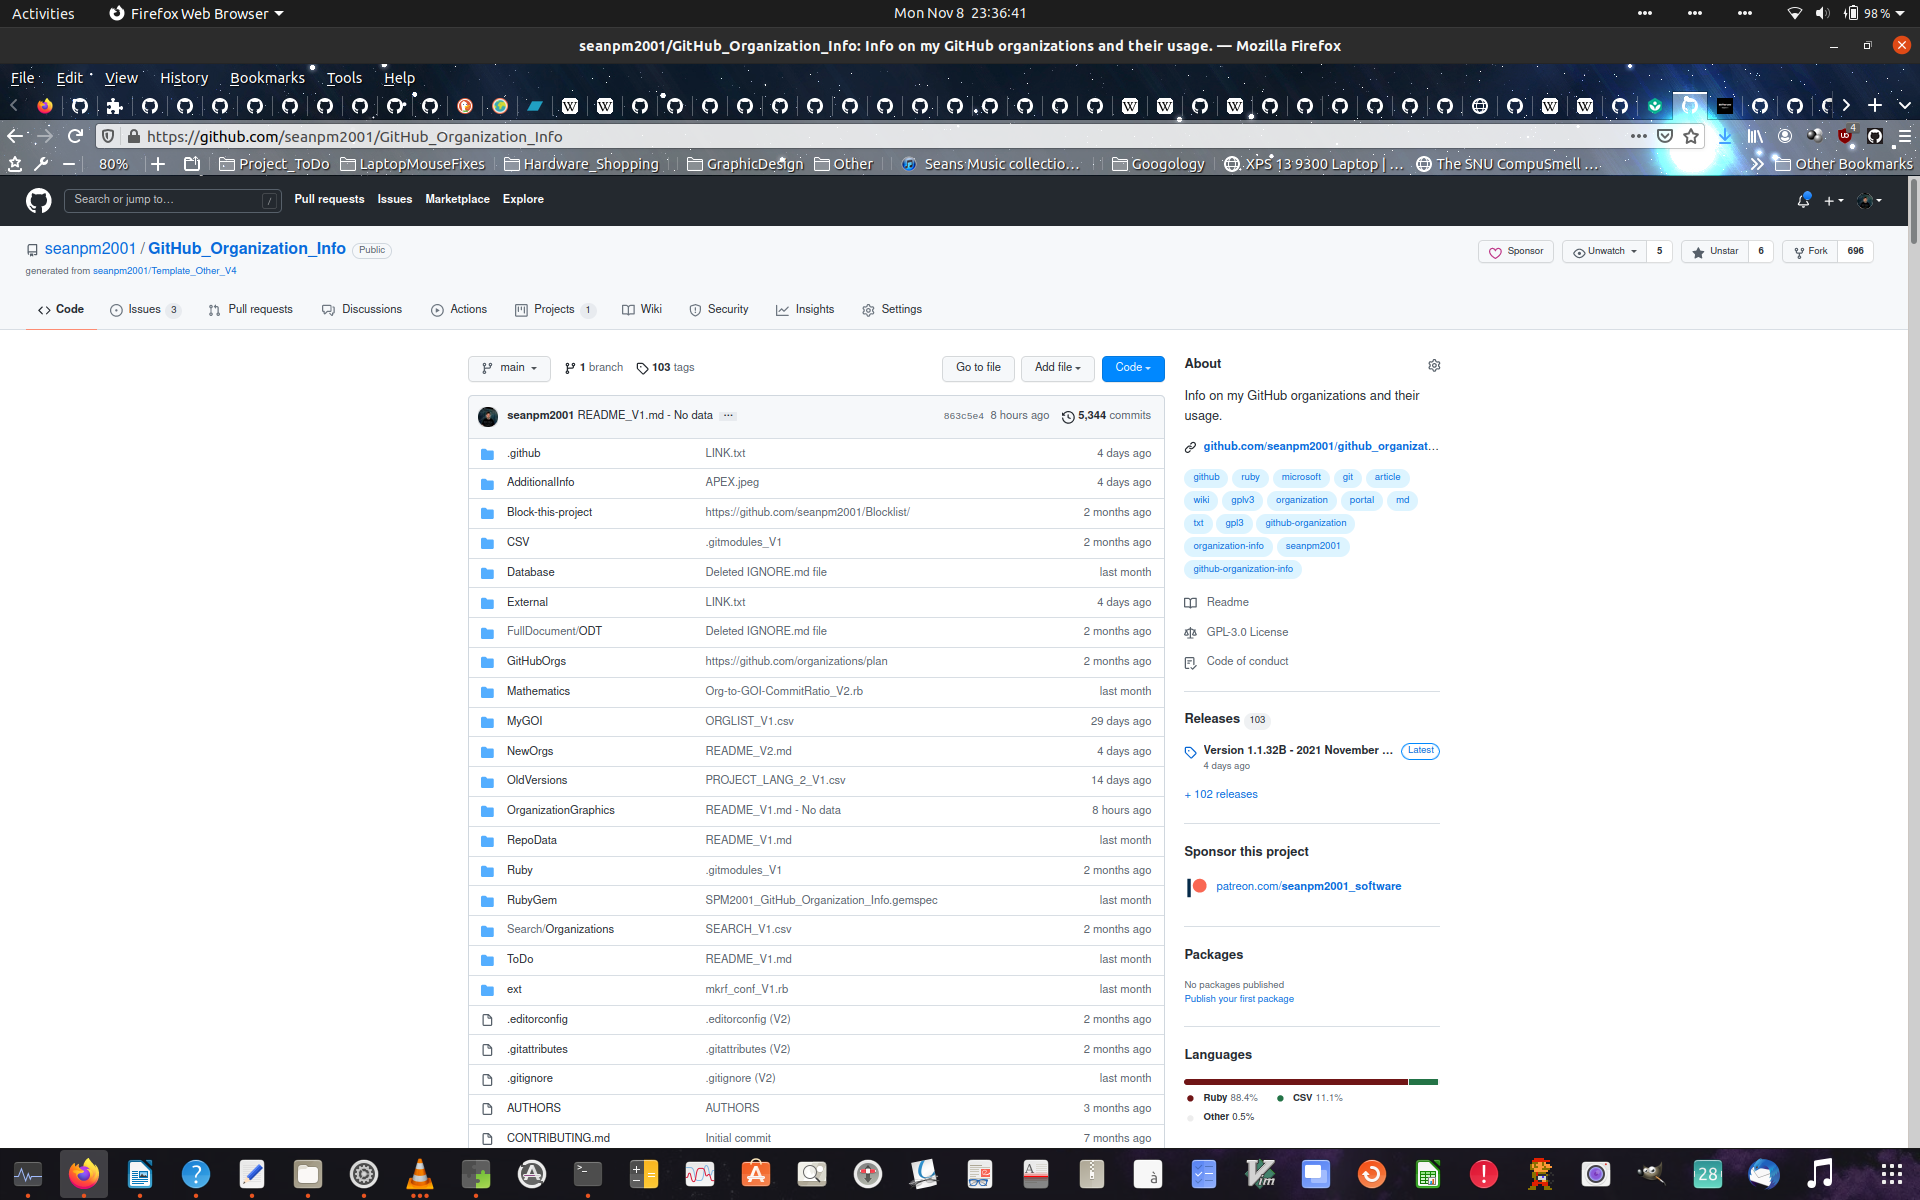 Activities Firefox Web Browser Mon Nov 8 23:36:41 98 %
seanpm2001/GitHub_Organization_Info: Info on my GitHub organizations and their usage. — Mozilla Firefox
File Edit View History Bookmarks Tools Help
https://github.com/seanpm2001/GitHub_Organization_Info
80% Project_ToDo LaptopMouseFixes Hardware_Shopping GraphicDesign Other Seans Music collectio… Googology XPS 13 9300 Laptop | … The SNU CompuSmell … Other Bookmarks
Search or jump to… / Pull requests Issues Marketplace Explore
seanpm2001 / GitHub_Organization_Info Public Sponsor Unwatch 5 Unstar 6 Fork 696
generated from seanpm2001/Template_Other_V4
Code Issues 3 Pull requests Discussions Actions Projects 1 Wiki Security Insights Settings
main 1 branch 103 tags Go to file Add file Code
seanpm2001 README_V1.md - No data ... 863c5e4 8 hours ago 5,344 commits
.github LINK.txt 4 days ago
AdditionalInfo APEX.jpeg 4 days ago
Block-this-project https://github.com/seanpm2001/Blocklist/ 2 months ago
CSV .gitmodules_V1 2 months ago
Database Deleted IGNORE.md file last month
External LINK.txt 4 days ago
FullDocument/ODT Deleted IGNORE.md file 2 months ago
GitHubOrgs https://github.com/organizations/plan 2 months ago
Mathematics Org-to-GOI-CommitRatio_V2.rb last month
MyGOI ORGLIST_V1.csv 29 days ago
NewOrgs README_V2.md 4 days ago
OldVersions PROJECT_LANG_2_V1.csv 14 days ago
OrganizationGraphics README_V1.md - No data 8 hours ago
RepoData README_V1.md last month
Ruby .gitmodules_V1 2 months ago
RubyGem SPM2001_GitHub_Organization_Info.gemspec last month
Search/Organizations SEARCH_V1.csv 2 months ago
ToDo README_V1.md last month
ext mkrf_conf_V1.rb last month
.editorconfig .editorconfig (V2) 2 months ago
.gitattributes .gitattributes (V2) 2 months ago
.gitignore .gitignore (V2) last month
AUTHORS AUTHORS 3 months ago
CONTRIBUTING.md Initial commit 7 months ago
About
Info on my GitHub organizations and their
usage.
github.com/seanpm2001/github_organizat…
github ruby microsoft git article
wiki gplv3 organization portal md
txt gpl3 github-organization
organization-info seanpm2001
github-organization-info
Readme
GPL-3.0 License
Code of conduct
Releases 103
Version 1.1.32B - 2021 November ... Latest
4 days ago
+ 102 releases
Sponsor this project
patreon.com/seanpm2001_software
Packages
No packages published
Publish your first package
Languages
Ruby 88.4% CSV 11.1%
Other 0.5%
28